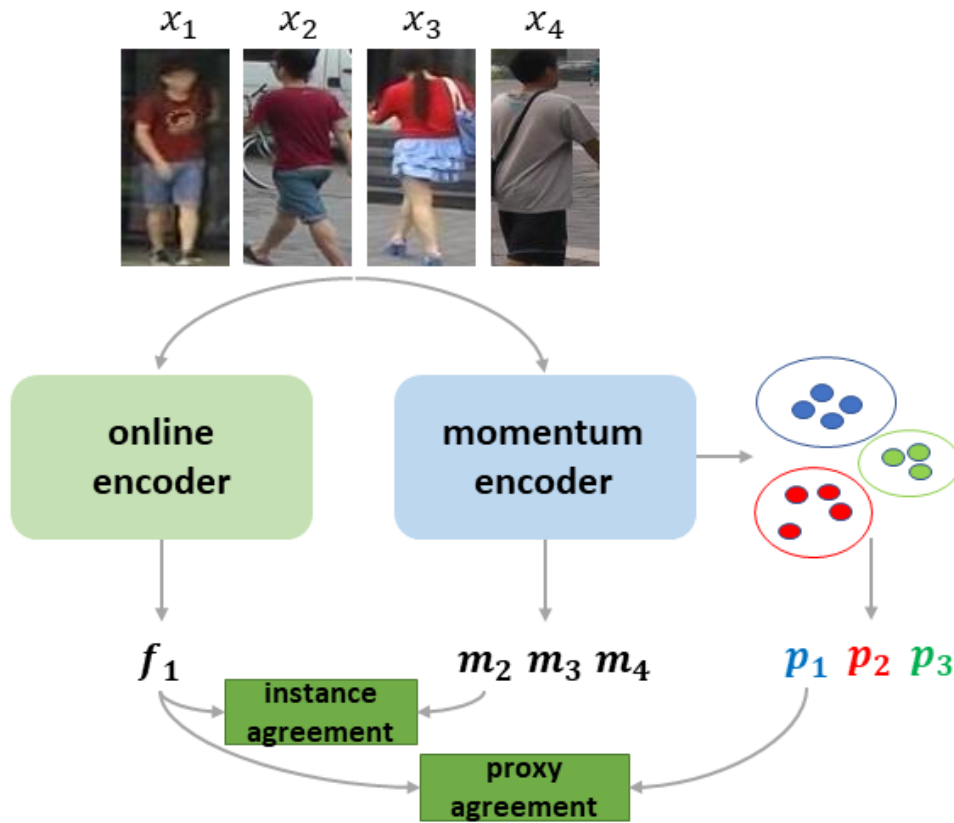 x₁ x₂ x₃ x₄
online
encoder
momentum
encoder
f₁ m₂ m₃ m₄ p₁ p₂ p₃
instance
agreement
proxy
agreement